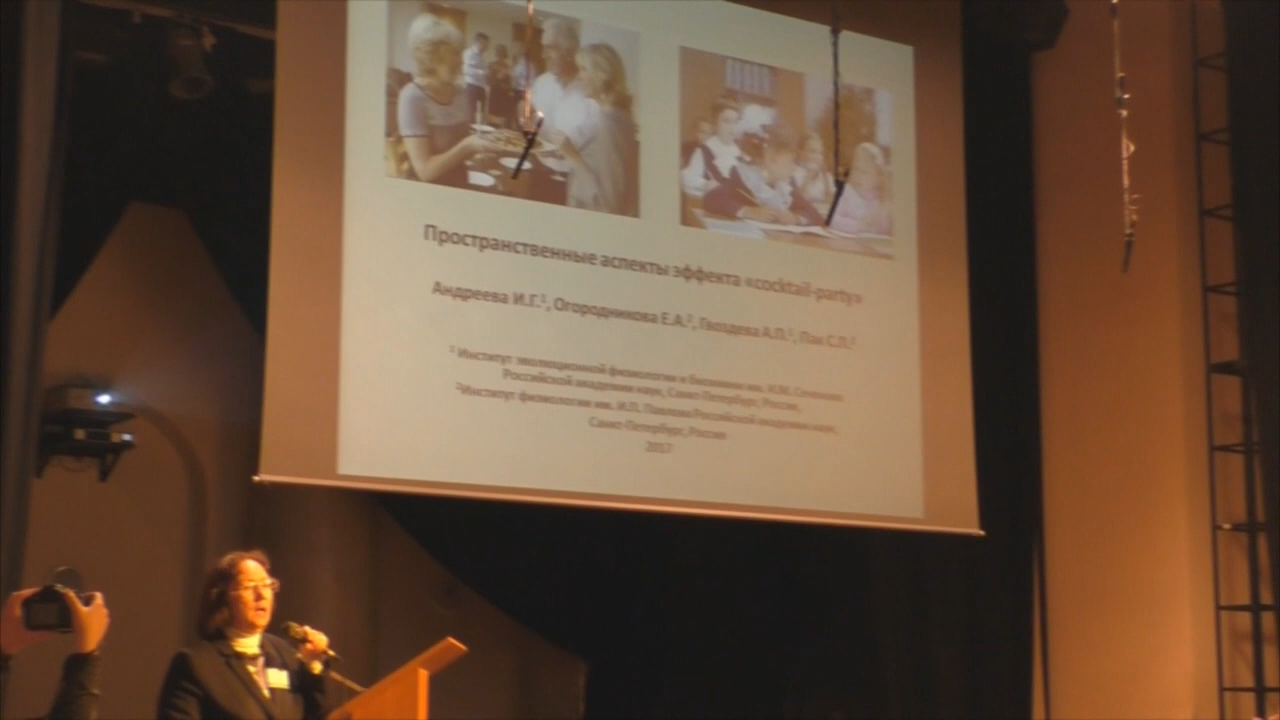 Пространственные аспекты эффекта «cocktail-party»
Андреева И.Г.¹, Огородникова Е.А.², Гвоздева А.П.¹, Пак С.П.²
¹ Институт эволюционной физиологии и биохимии им. И.М. Сеченова
Российской академии наук, Санкт-Петербург, Россия,
²Институт физиологии им. И.П. Павлова Российской академии наук,
Санкт-Петербург, Россия
2017